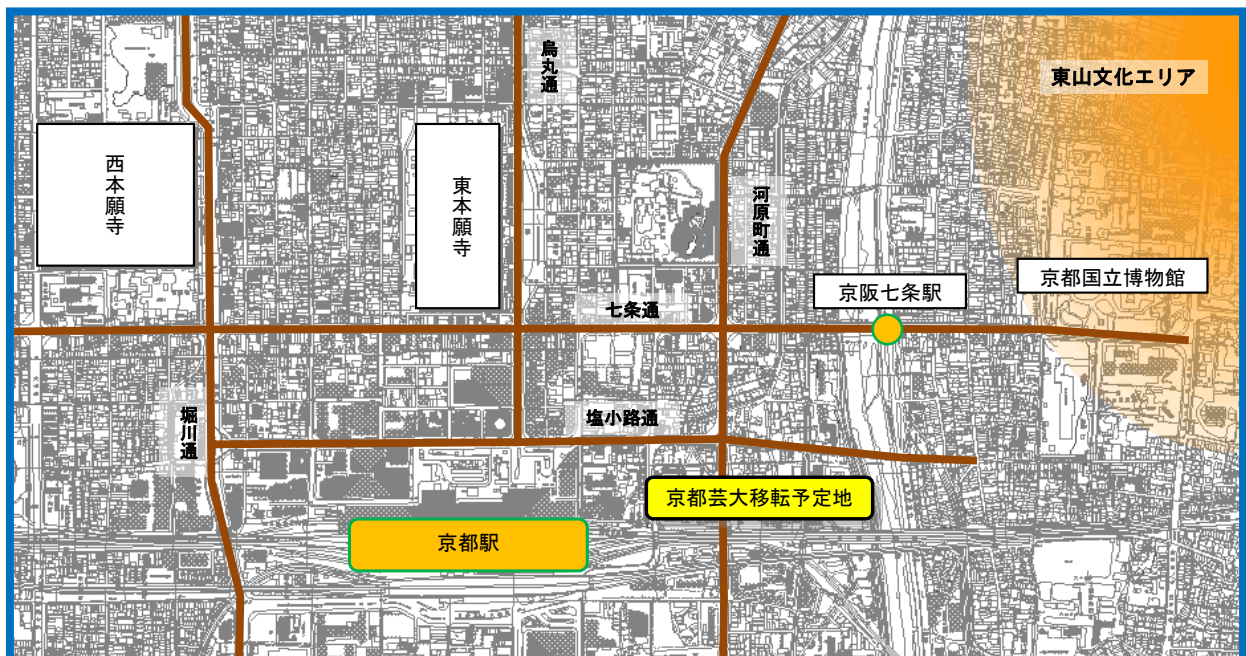 烏丸通
東山文化エリア
西本願寺
東本願寺
河原町通
京都国立博物館
京阪七条駅
七条通
堀川通
塩小路通
京都芸大移転予定地
京都駅